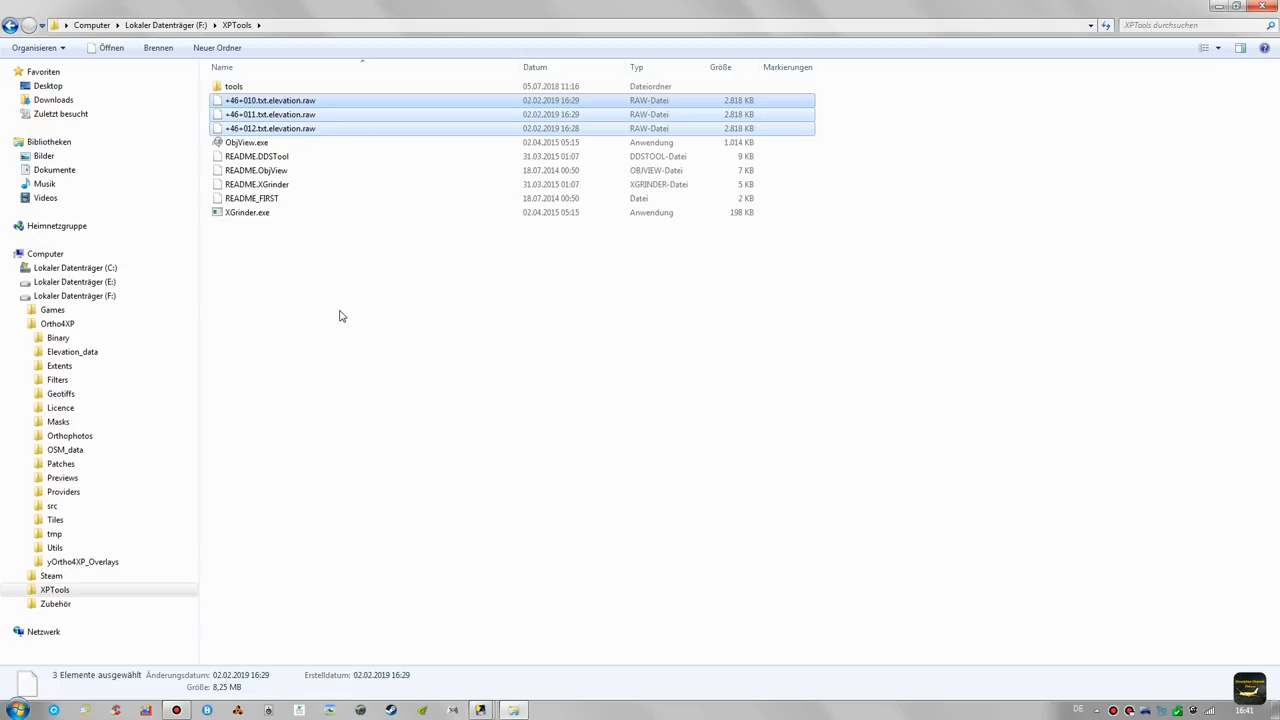 Computer Lokaler Datenträger (F:) XPTools
XPTools durchsuchen
Organisieren Öffnen Brennen Neuer Ordner
Name Datum Typ Größe Markierungen
Favoriten
Desktop
Downloads
Zuletzt besucht
Bibliotheken
Bilder
Dokumente
Musik
Videos
Heimnetzgruppe
Computer
Lokaler Datenträger (C:)
Lokaler Datenträger (E:)
Lokaler Datenträger (F:)
Games
Ortho4XP
Binary
Elevation_data
Extents
Filters
Geotiffs
Licence
Masks
Orthophotos
OSM_data
Patches
Previews
Providers
src
Tiles
tmp
Utils
yOrtho4XP_Overlays
Steam
XPTools
Zubehör
Netzwerk
tools 05.07.2018 11:16 Dateiordner
+46+010.txt.elevation.raw 02.02.2019 16:29 RAW-Datei 2.818 KB
+46+011.txt.elevation.raw 02.02.2019 16:29 RAW-Datei 2.818 KB
+46+012.txt.elevation.raw 02.02.2019 16:28 RAW-Datei 2.818 KB
ObjView.exe 02.04.2015 05:15 Anwendung 1.014 KB
README.DDSTool 31.03.2015 01:07 DDSTOOL-Datei 9 KB
README.ObjView 18.07.2014 00:50 OBJVIEW-Datei 7 KB
README.XGrinder 31.03.2015 01:07 XGRINDER-Datei 5 KB
README_FIRST 18.07.2014 00:50 Datei 2 KB
XGrinder.exe 02.04.2015 05:15 Anwendung 198 KB
3 Elemente ausgewählt Änderungsdatum: 02.02.2019 16:29 Erstelldatum: 02.02.2019 16:29
Größe: 8,25 MB
DE 16:41